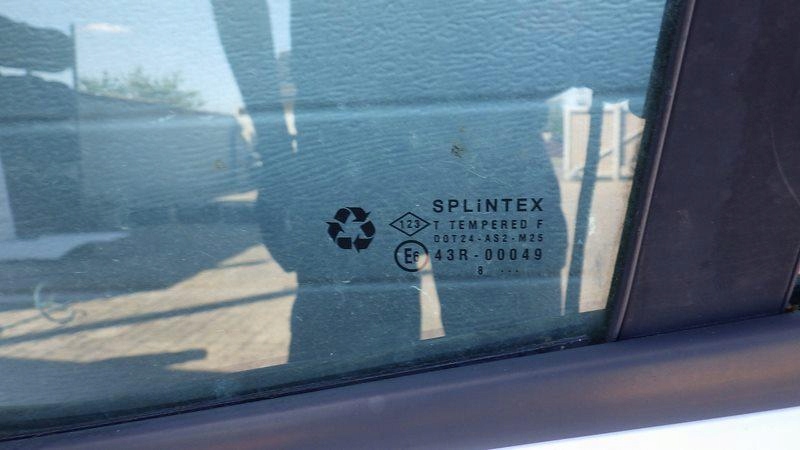 SPLiNTEX
123 T TEMPERED F
DOT24-AS2-M25
E6 43R-00049
8 ...